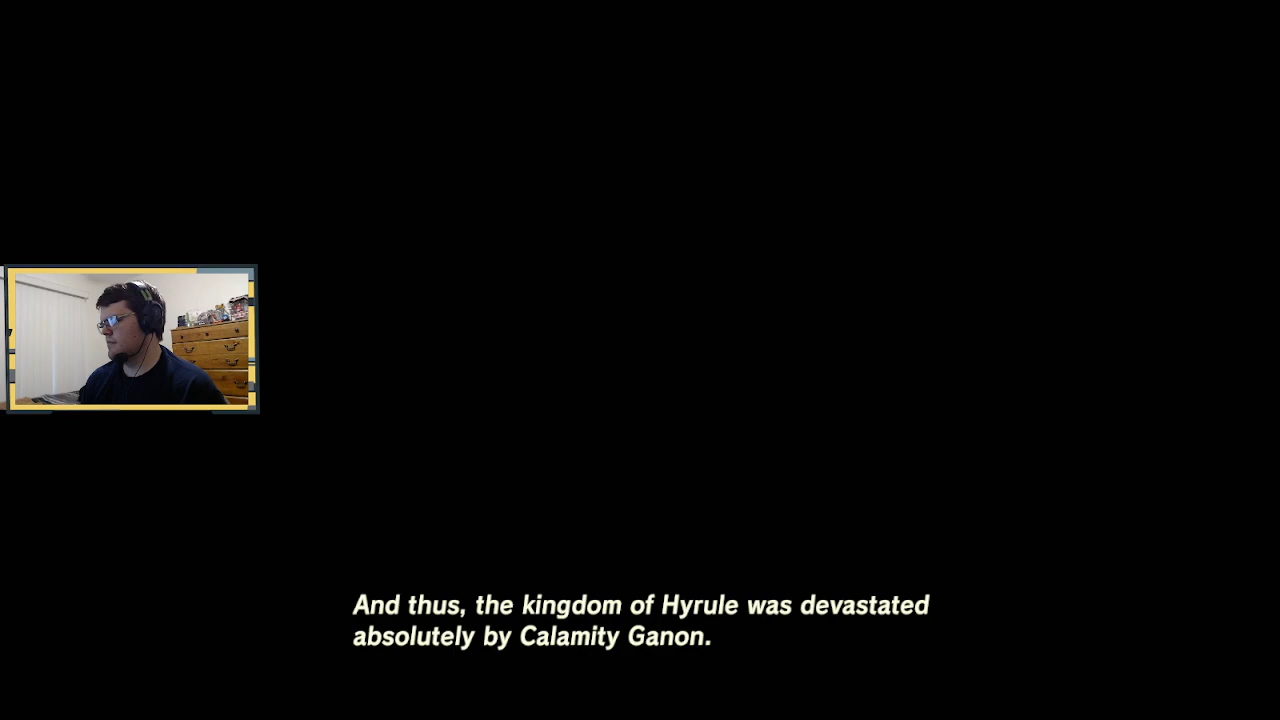 And thus, the kingdom of Hyrule was devastated
absolutely by Calamity Ganon.